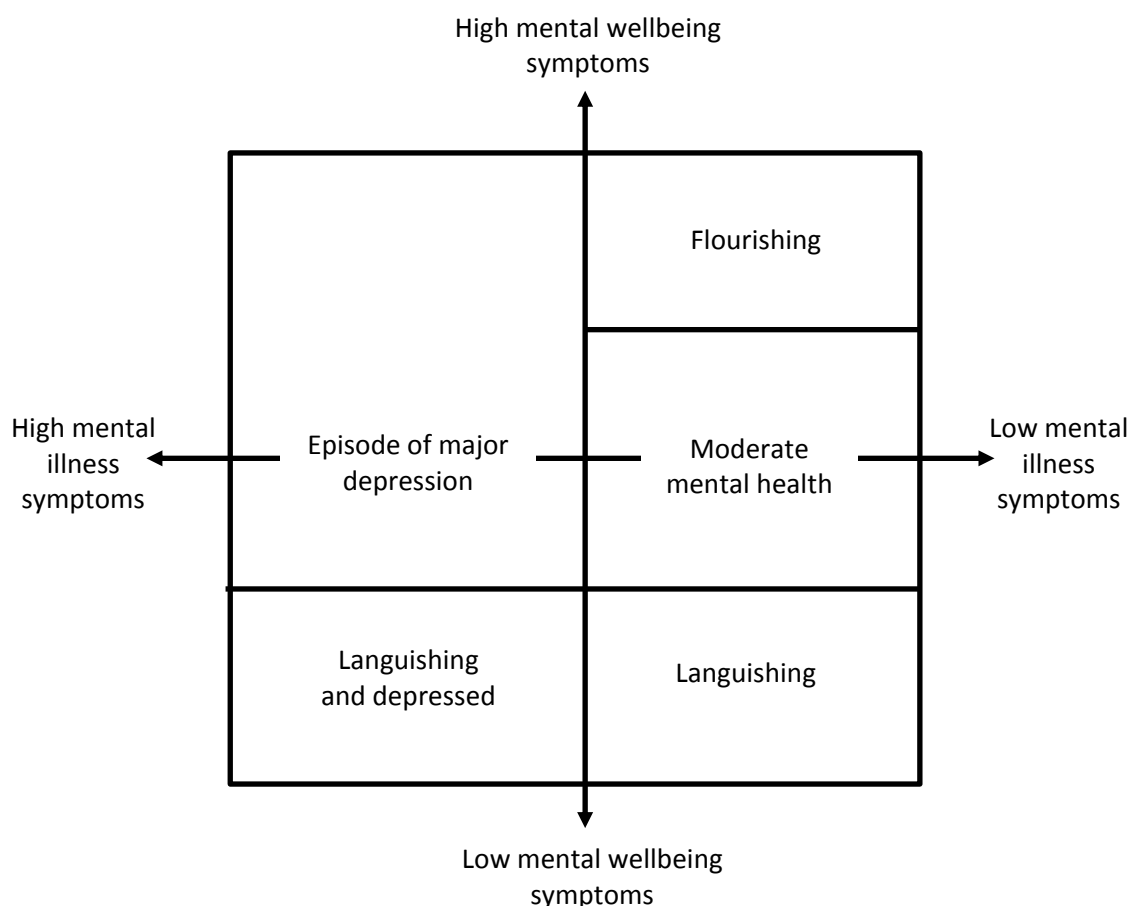 High mental wellbeing
symptoms
Flourishing
High mental
illness
symptoms
Episode of major
depression
Moderate
mental health
Low mental
illness
symptoms
Languishing
and depressed
Languishing
Low mental wellbeing
symptoms